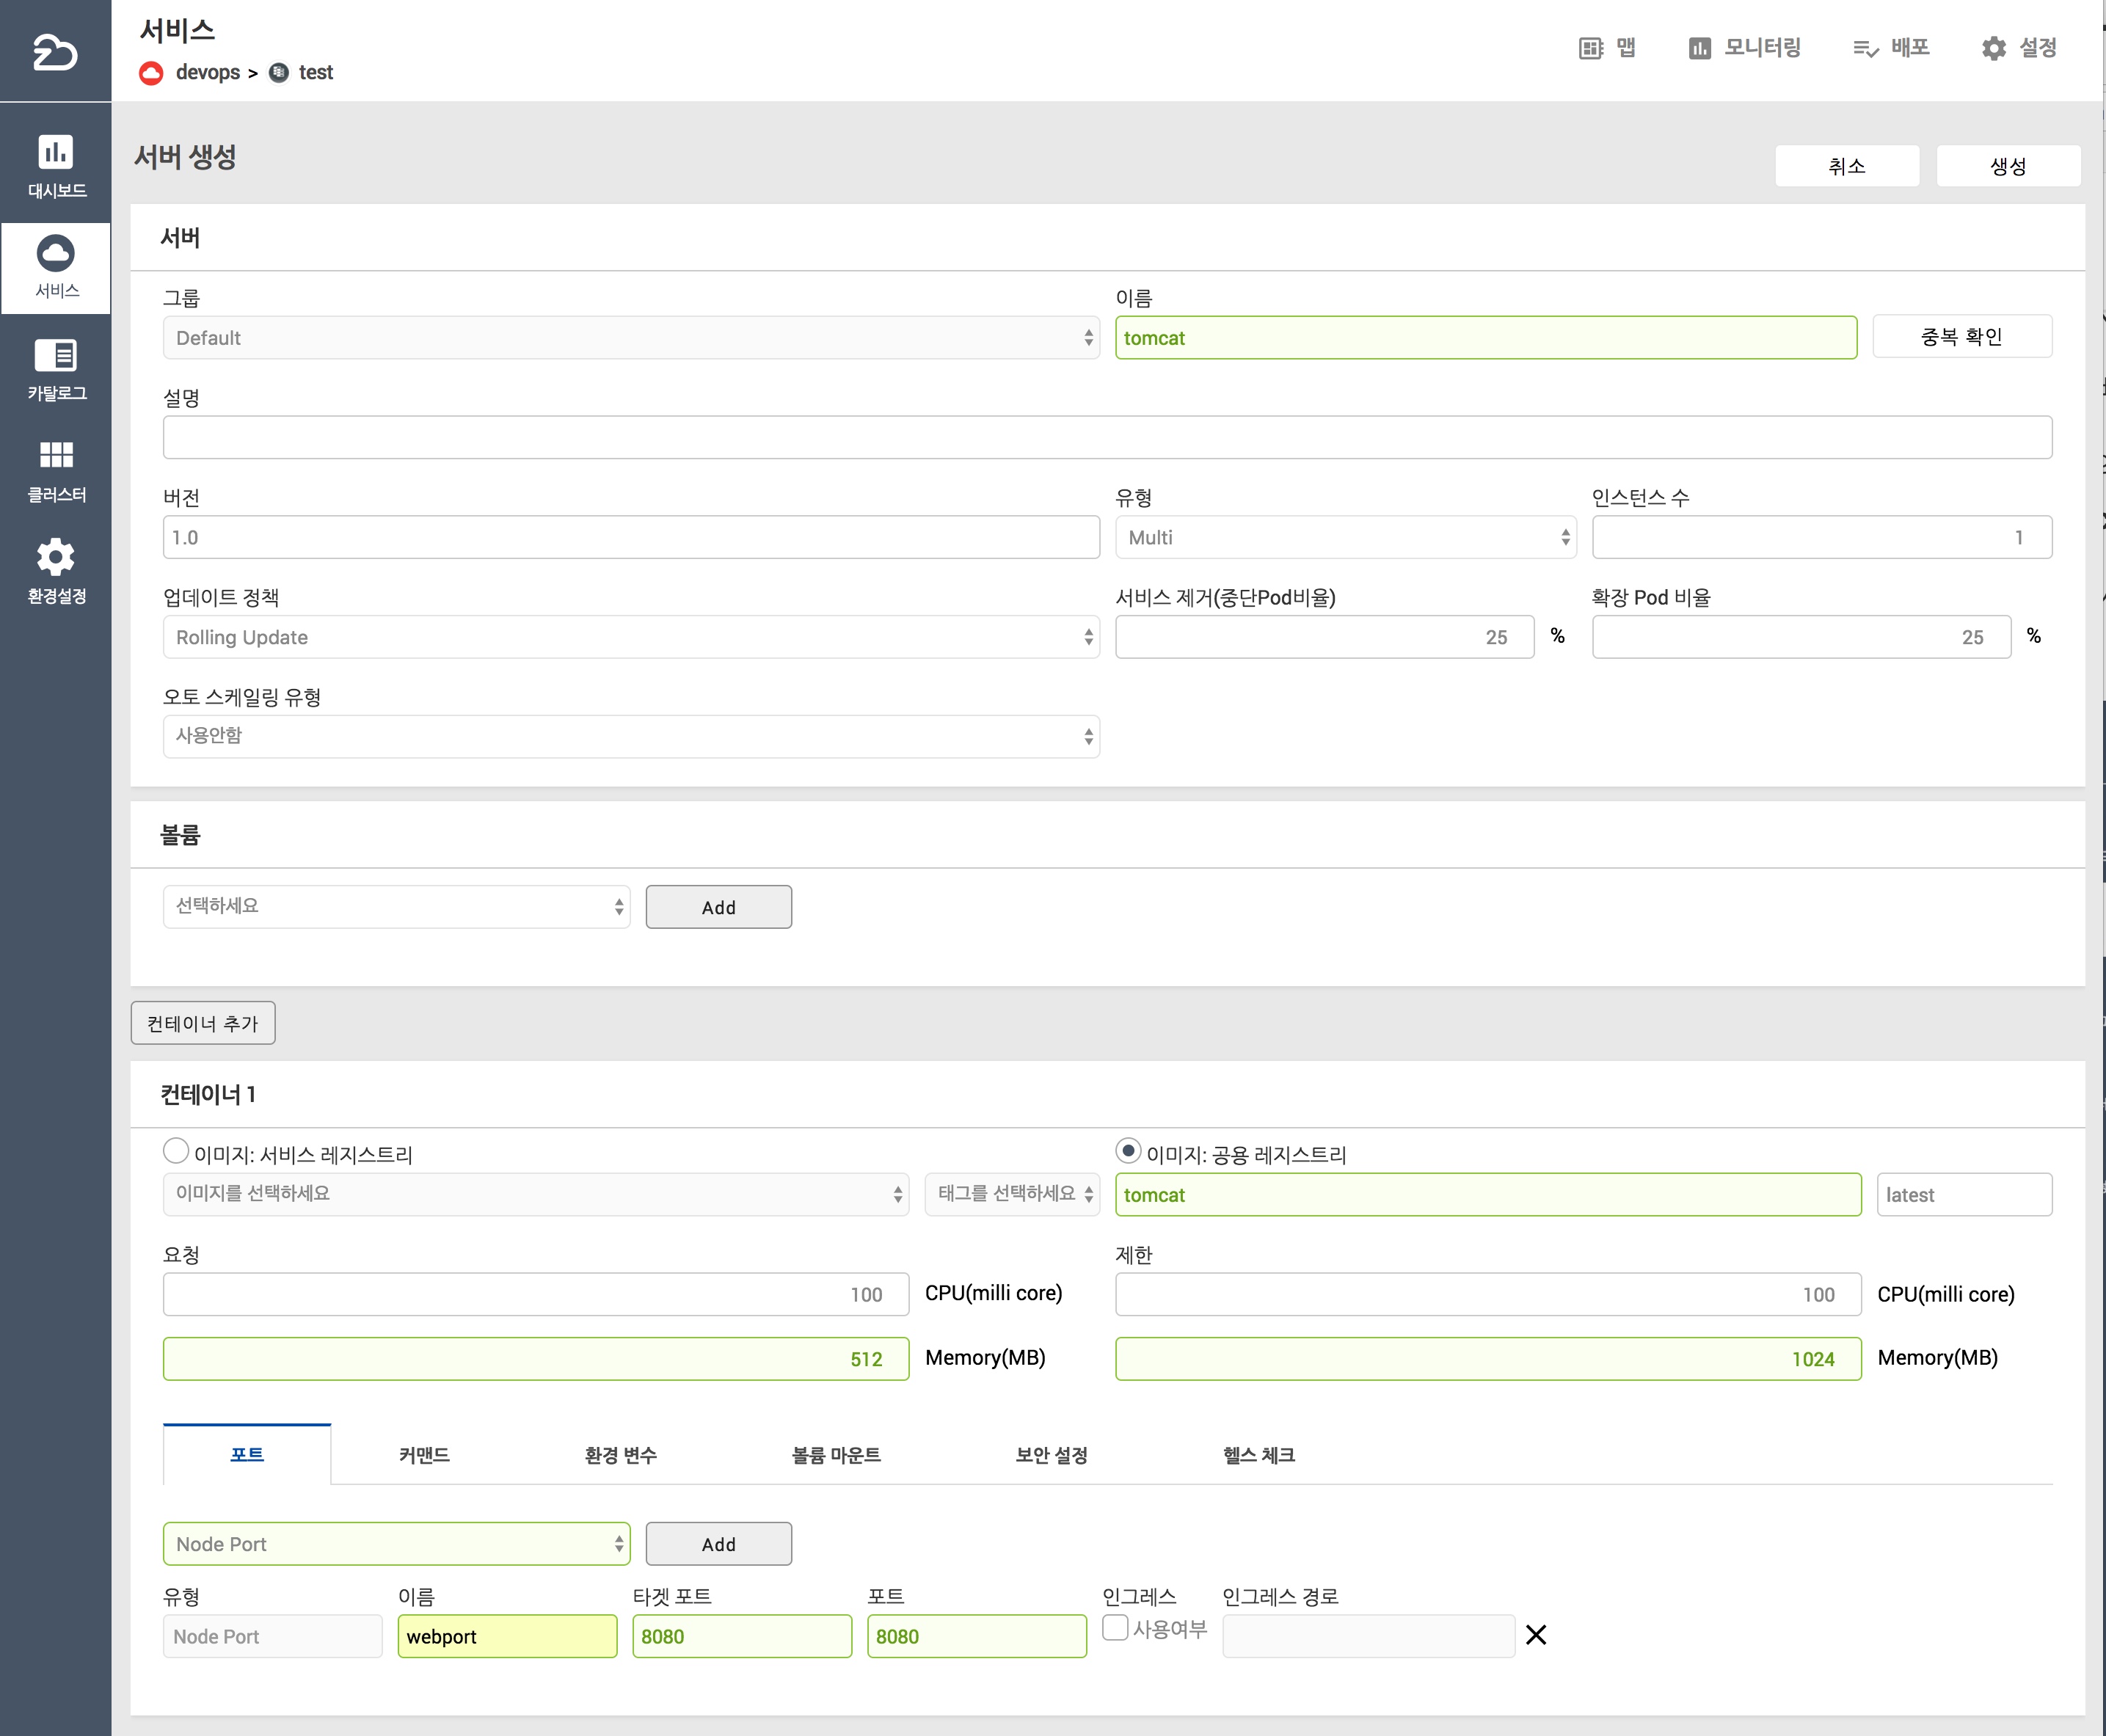 서비스
devops > test
맵 모니터링 배포 설정
대시보드
서비스
카탈로그
클러스터
환경설정
서버 생성
취소 생성
서버
그룹 이름
Default tomcat 중복 확인
설명
버전 유형 인스턴스 수
1.0 Multi 1
업데이트 정책 서비스 제거(중단Pod비율) 확장 Pod 비율
Rolling Update 25 % 25 %
오토 스케일링 유형
사용안함
볼륨
선택하세요 Add
컨테이너 추가
컨테이너 1
이미지: 서비스 레지스트리 이미지: 공용 레지스트리
이미지를 선택하세요 태그를 선택하세요 tomcat latest
요청 제한
100 CPU(milli core) 100 CPU(milli core)
512 Memory(MB) 1024 Memory(MB)
포트 커맨드 환경 변수 볼륨 마운트 보안 설정 헬스 체크
Node Port Add
유형 이름 타겟 포트 포트 인그레스 인그레스 경로
Node Port webport 8080 8080 사용여부